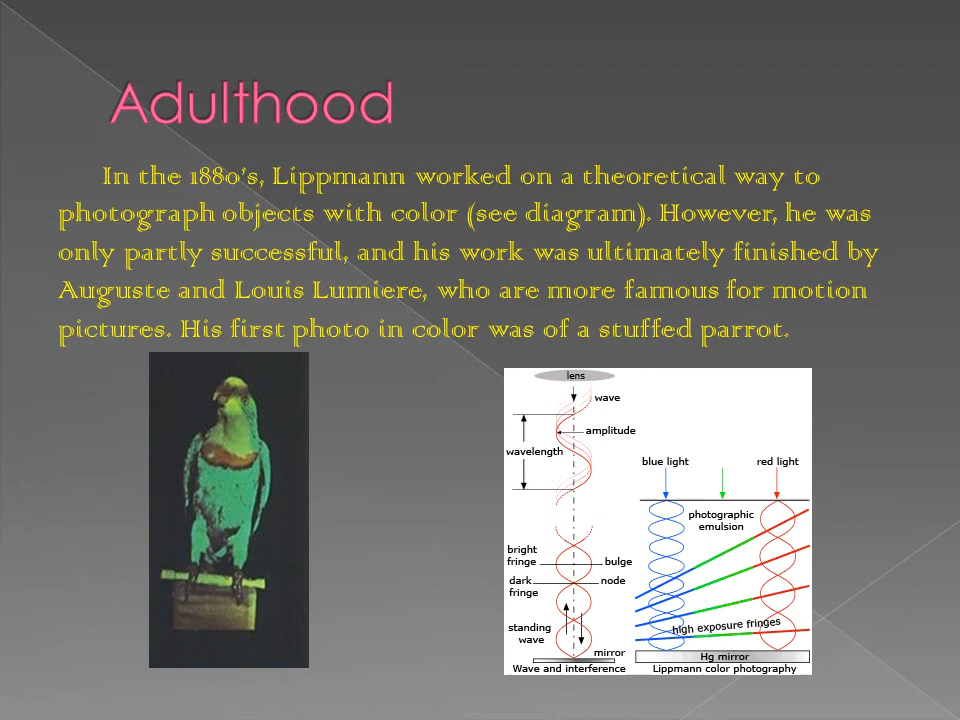 Adulthood
In the 1880's, Lippmann worked on a theoretical way to
photograph objects with color (see diagram). However, he was
only partly successful, and his work was ultimately finished by
Auguste and Louis Lumiere, who are more famous for motion
pictures. His first photo in color was of a stuffed parrot.
lens
wave
amplitude
wavelength
bright
fringe
bulge
dark
fringe
node
standing
wave
mirror
Wave and interference
blue light
red light
photographic
emulsion
high exposure fringes
Hg mirror
Lippmann color photography